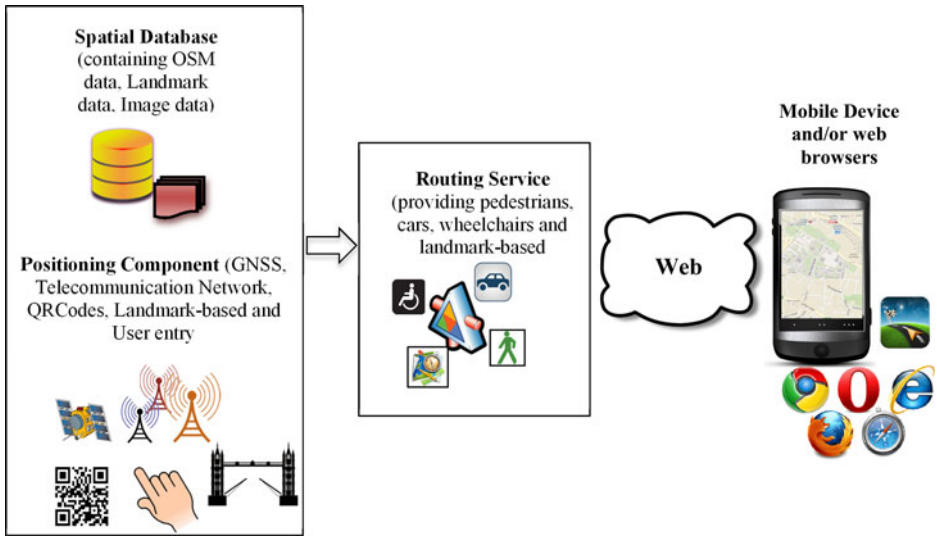 Spatial Database
(containing OSM
data, Landmark
data, Image data)
Positioning Component (GNSS,
Telecommunication Network,
QRCodes, Landmark-based and
User entry
Routing Service
(providing pedestrians,
cars, wheelchairs and
landmark-based
Web
Mobile Device
and/or web
browsers